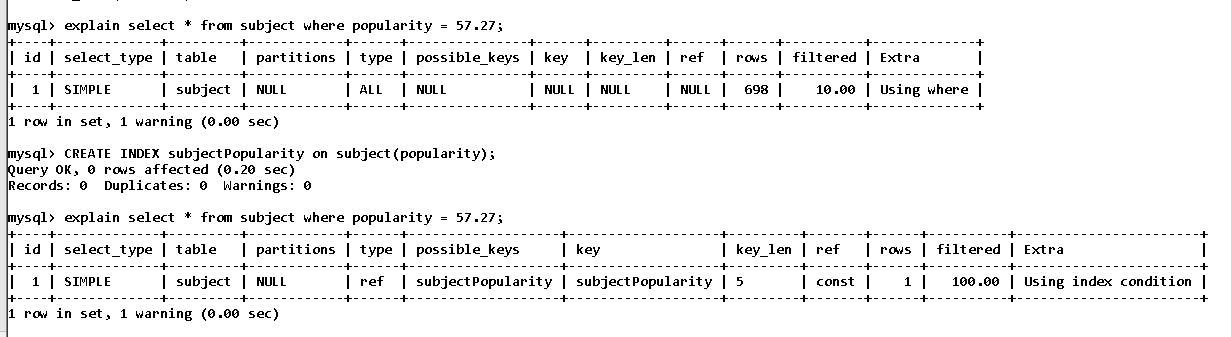 mysql> explain select * from subject where popularity = 57.27;
+----+-------------+---------+------------+------+---------------+------+---------+------+------+----------+-------------+
| id | select_type | table   | partitions | type | possible_keys | key  | key_len | ref  | rows | filtered | Extra       |
+----+-------------+---------+------------+------+---------------+------+---------+------+------+----------+-------------+
|  1 | SIMPLE      | subject | NULL       | ALL  | NULL          | NULL | NULL    | NULL |  698 |    10.00 | Using where |
+----+-------------+---------+------------+------+---------------+------+---------+------+------+----------+-------------+
1 row in set, 1 warning (0.00 sec)
mysql> CREATE INDEX subjectPopularity on subject(popularity);
Query OK, 0 rows affected (0.20 sec)
Records: 0  Duplicates: 0  Warnings: 0
mysql> explain select * from subject where popularity = 57.27;
+----+-------------+---------+------------+------+-------------------+-------------------+---------+-------+------+----------+-----------------------+
| id | select_type | table   | partitions | type | possible_keys     | key               | key_len | ref   | rows | filtered | Extra                 |
+----+-------------+---------+------------+------+-------------------+-------------------+---------+-------+------+----------+-----------------------+
|  1 | SIMPLE      | subject | NULL       | ref  | subjectPopularity | subjectPopularity | 5       | const |    1 |   100.00 | Using index condition |
+----+-------------+---------+------------+------+-------------------+-------------------+---------+-------+------+----------+-----------------------+
1 row in set, 1 warning (0.00 sec)